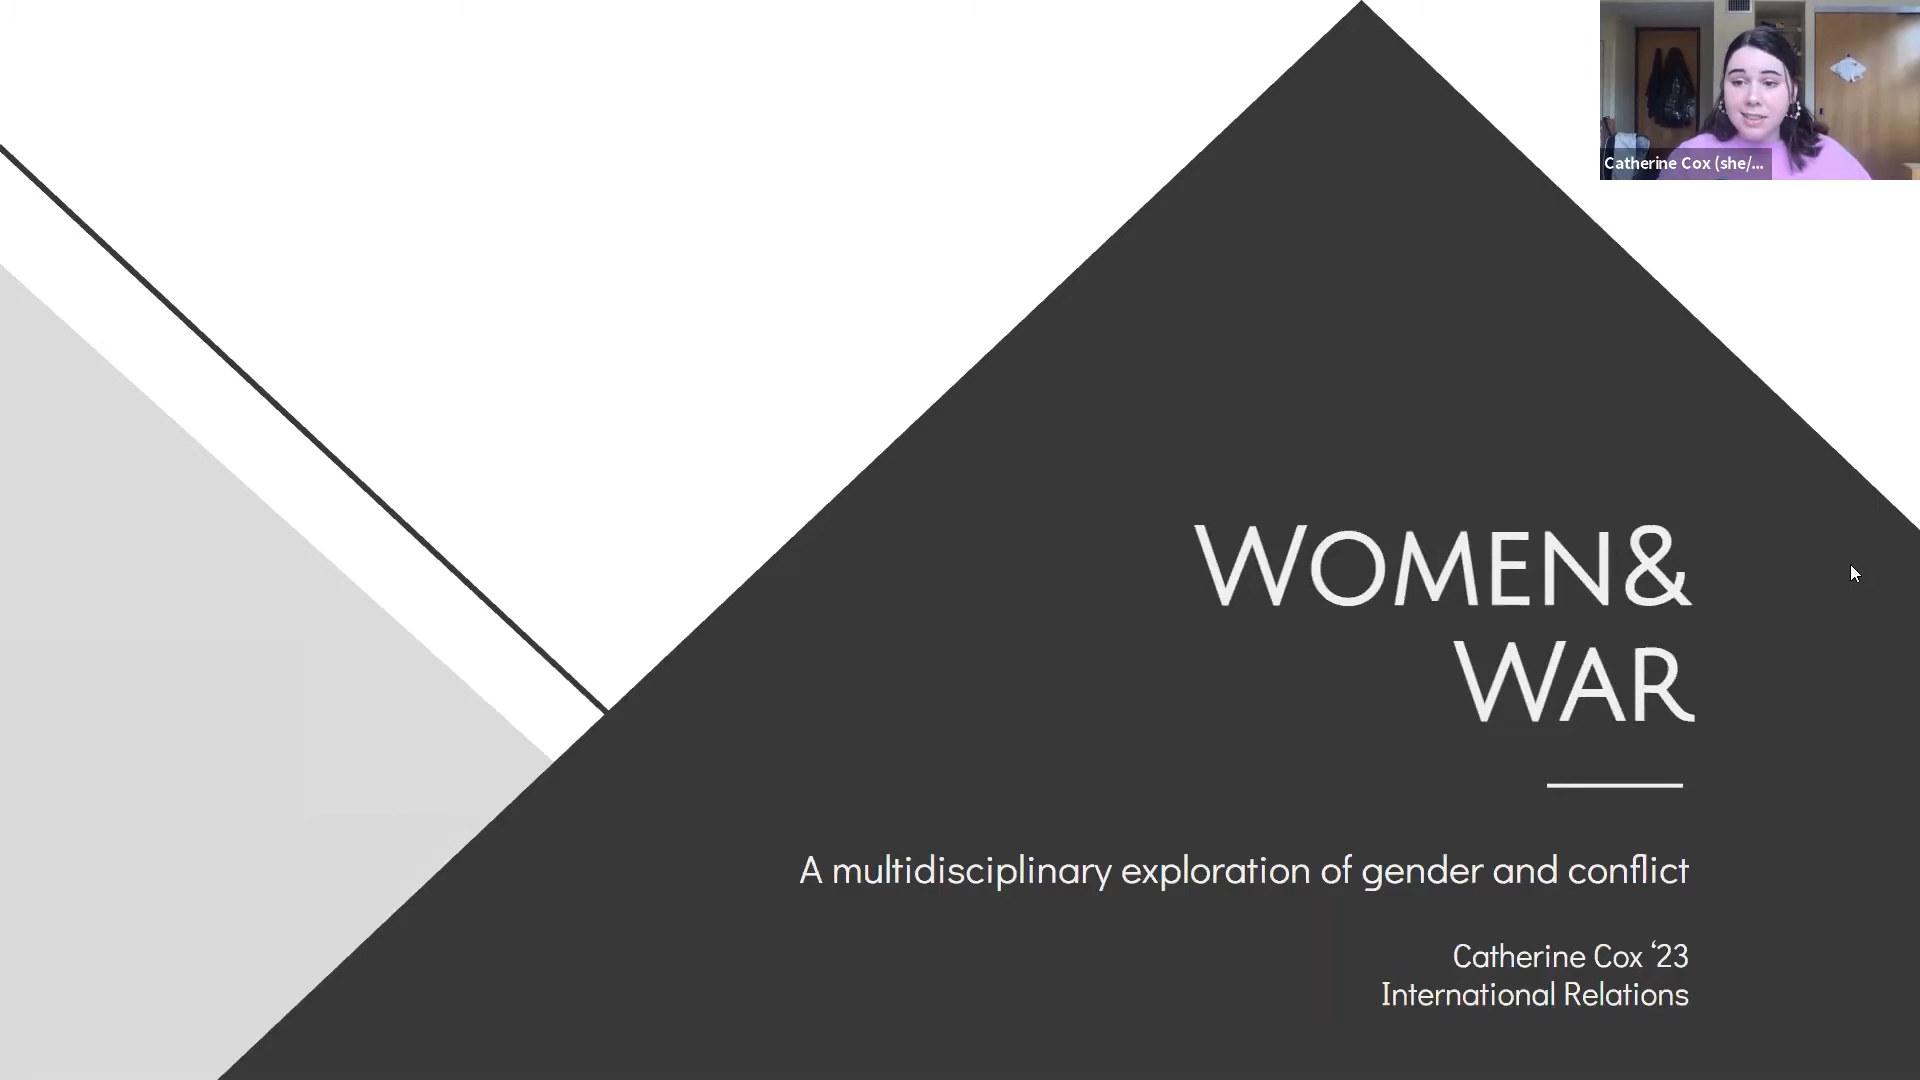 Catherine Cox (she/...
WOMEN&
WAR
A multidisciplinary exploration of gender and conflict
Catherine Cox ‘23
International Relations